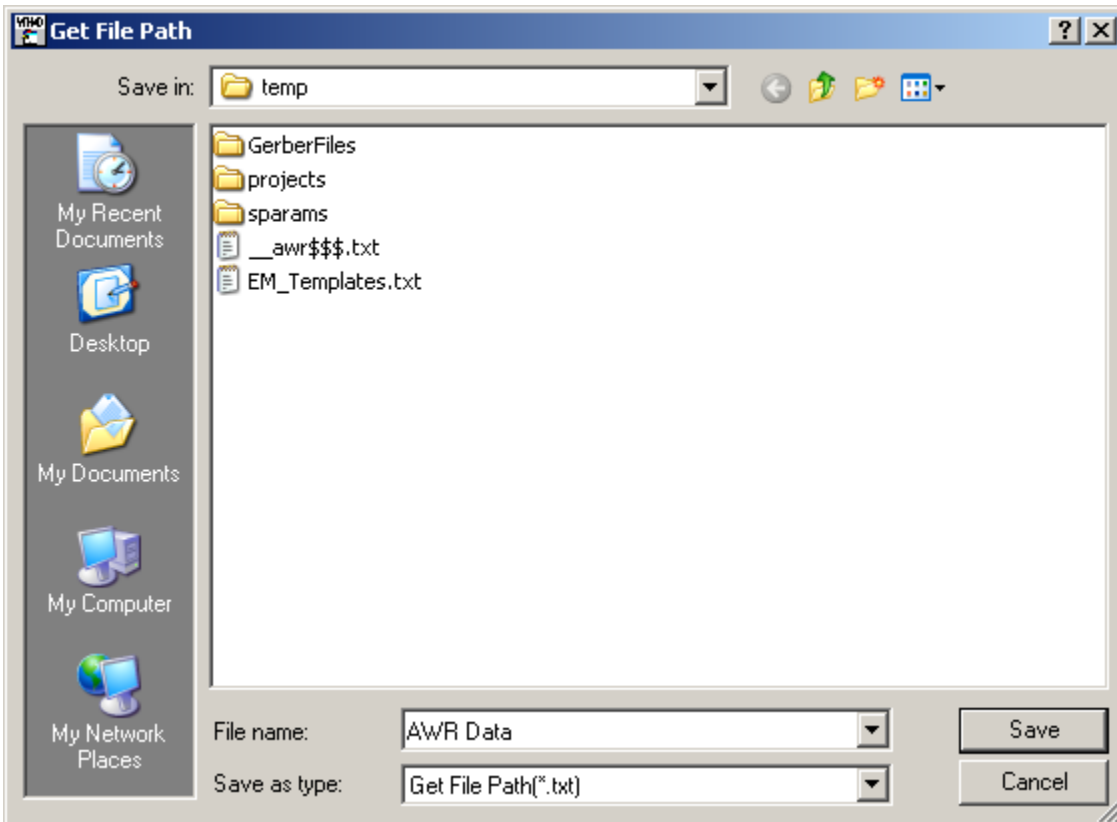 Get File Path
Save in:
temp
My Recent
Documents
Desktop
My Documents
My Computer
My Network
Places
GerberFiles
projects
sparams
__awr$$$.txt
EM_Templates.txt
File name:
AWR Data
Save
Save as type:
Get File Path(*.txt)
Cancel